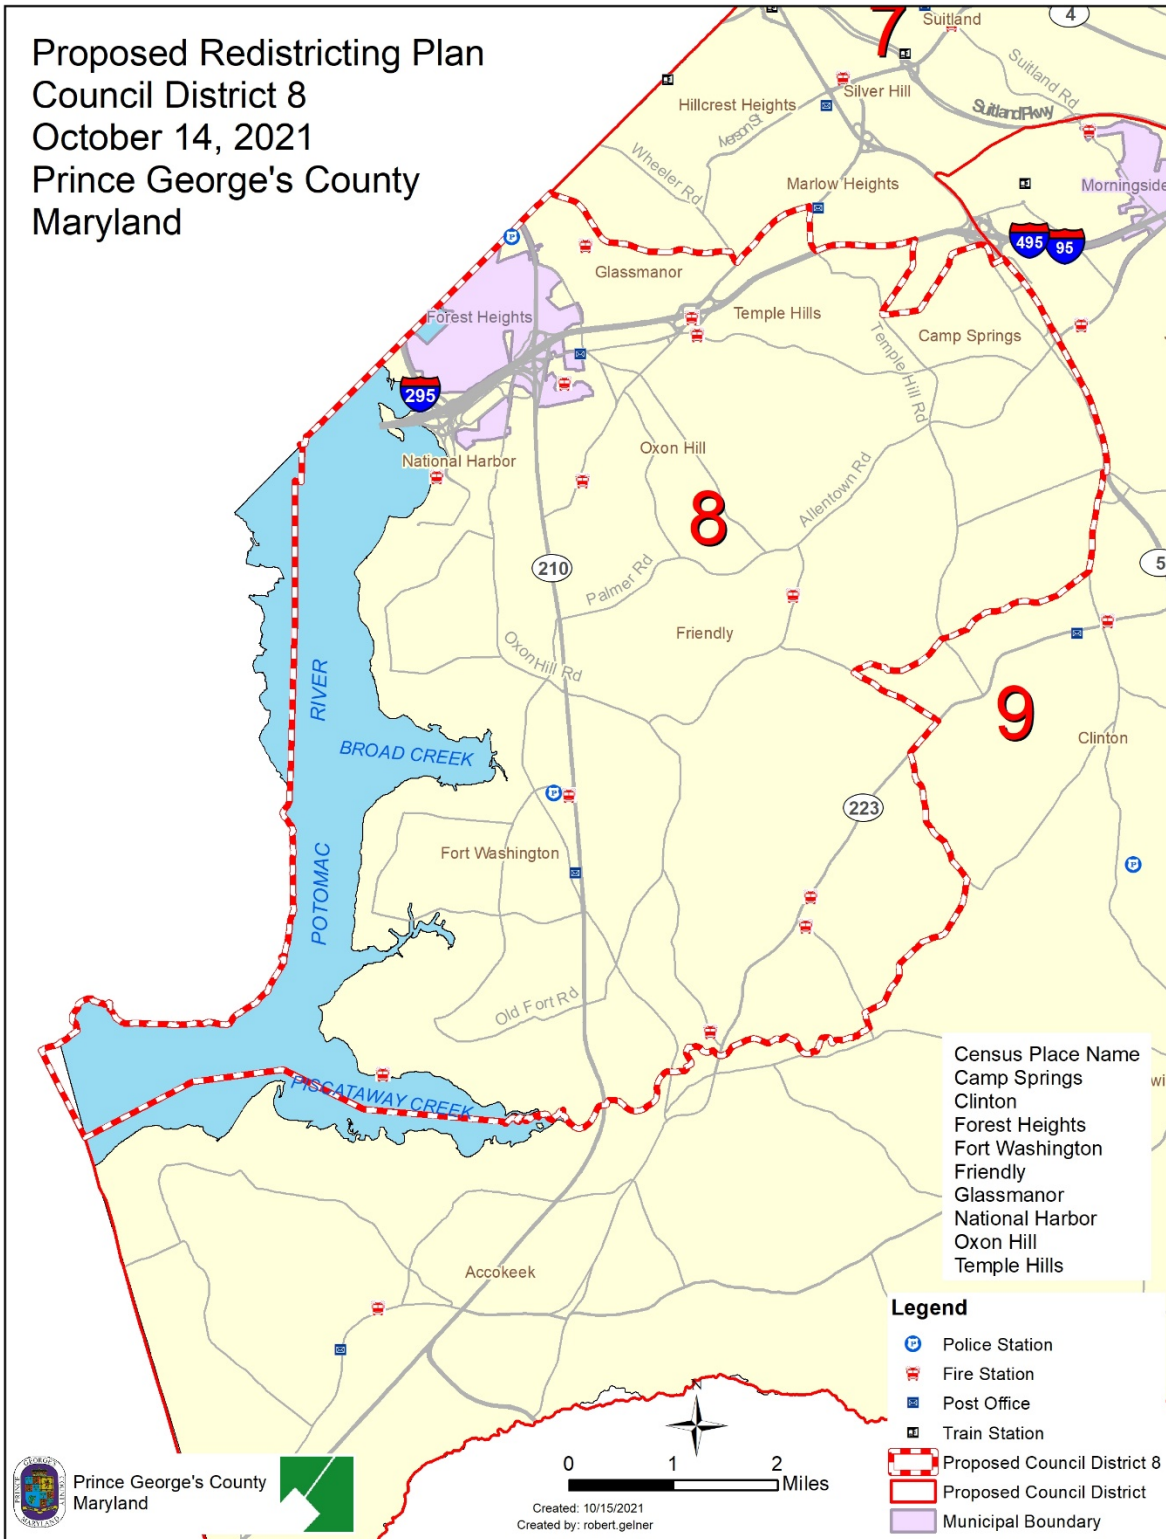 Proposed Redistricting Plan
Council District 8
October 14, 2021
Prince George's County
Maryland
7
Suitland
4
Suitland Rd
Silver Hill
Hillcrest Heights
Iverson St
Suitland Pkwy
Wheeler Rd
Marlow Heights
Morningside
495
95
Glassmanor
Forest Heights
Temple Hills
Camp Springs
Temple Hill Rd
295
National Harbor
Oxon Hill
Allentown Rd
8
210
5
Palmer Rd
Friendly
Oxon Hill Rd
RIVER
9
BROAD CREEK
Clinton
223
POTOMAC
Fort Washington
Old Fort Rd
PISCATAWAY CREEK
Accokeek
Census Place Name
Camp Springs
Clinton
Forest Heights
Fort Washington
Friendly
Glassmanor
National Harbor
Oxon Hill
Temple Hills
Legend
Police Station
Fire Station
Post Office
Train Station
Proposed Council District 8
Proposed Council District
Municipal Boundary
N
0 1 2
Miles
Created: 10/15/2021
Created by: robert.gelner
Prince George's County
Maryland